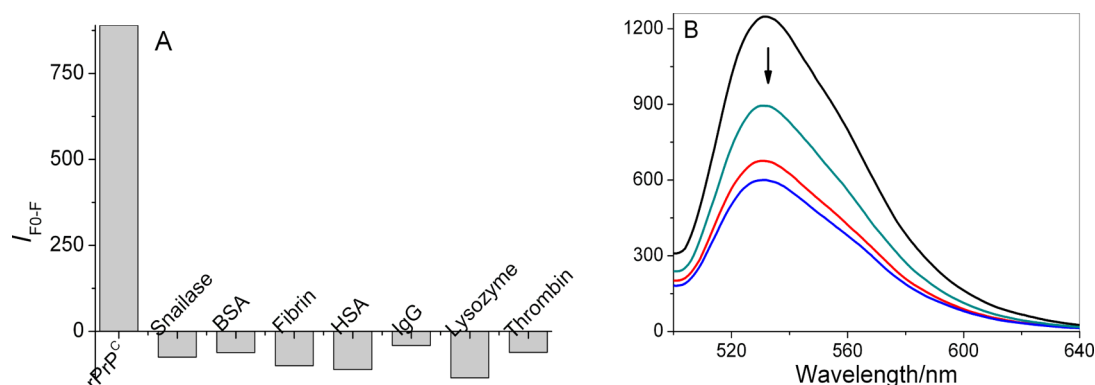 A
750
500
250
0
I F0-F
rPrP C
Snailase
BSA
Fibrin
HSA
IgG
Lysozyme
Thrombin
B
1200
900
600
300
0
520 560 600 640
Wavelength/nm